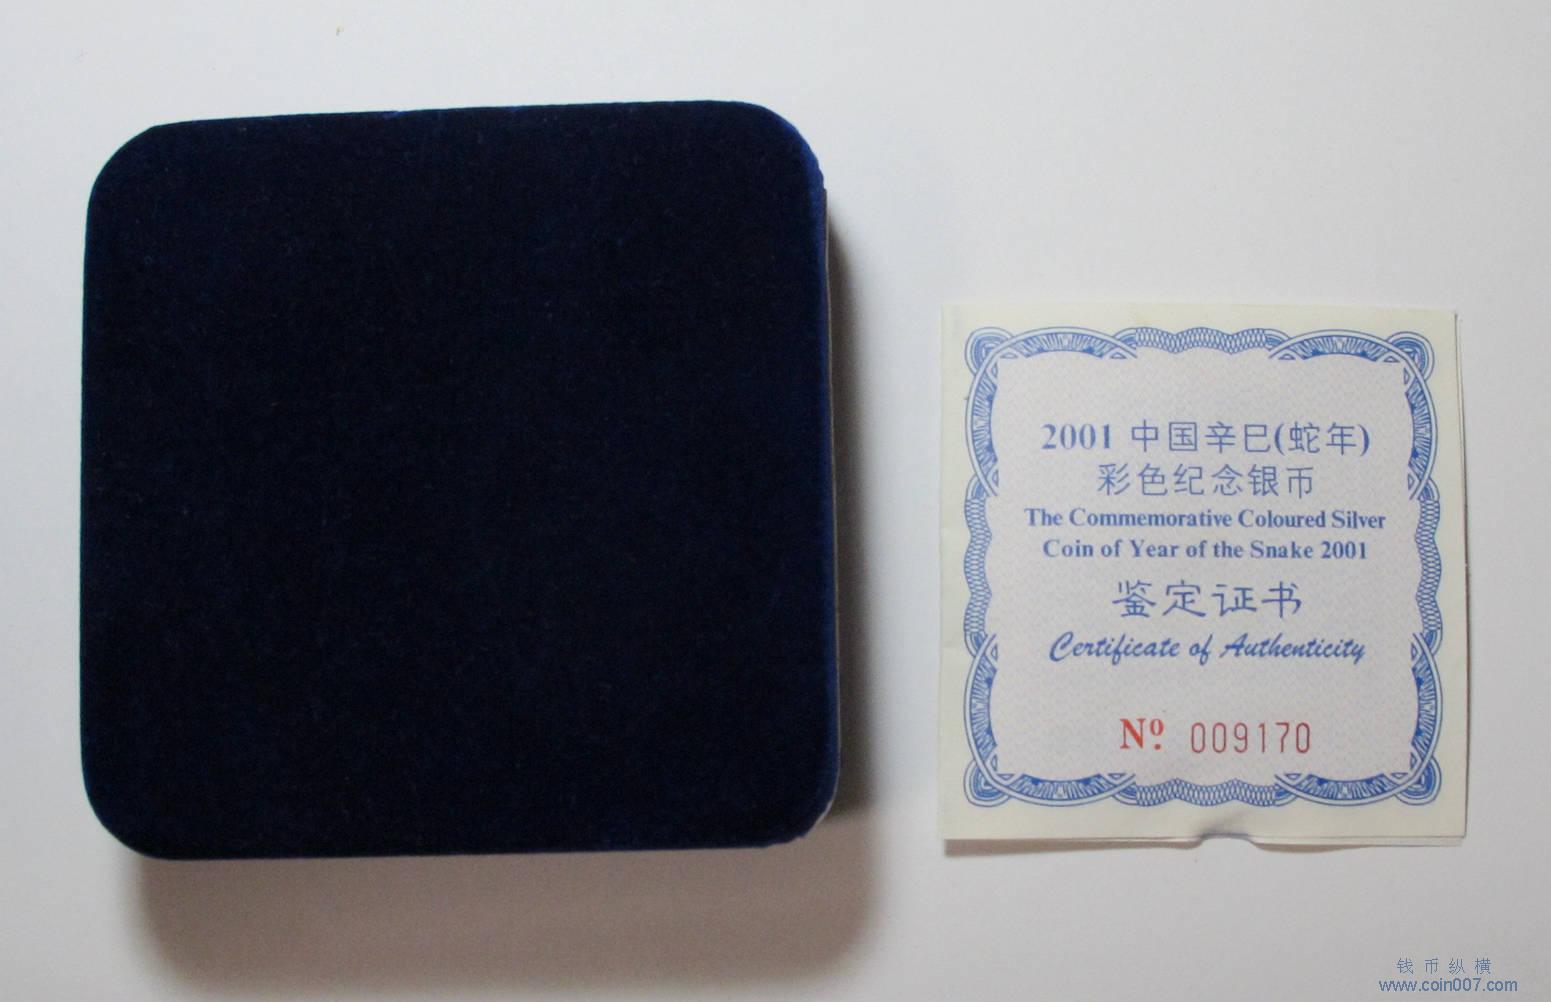 2001 中国辛巳(蛇年)
彩色纪念银币
The Commemorative Coloured Silver
Coin of Year of the Snake 2001
鉴定证书
Certificate of Authenticity
Nº. 009170
钱币纵横
www.coin007.com